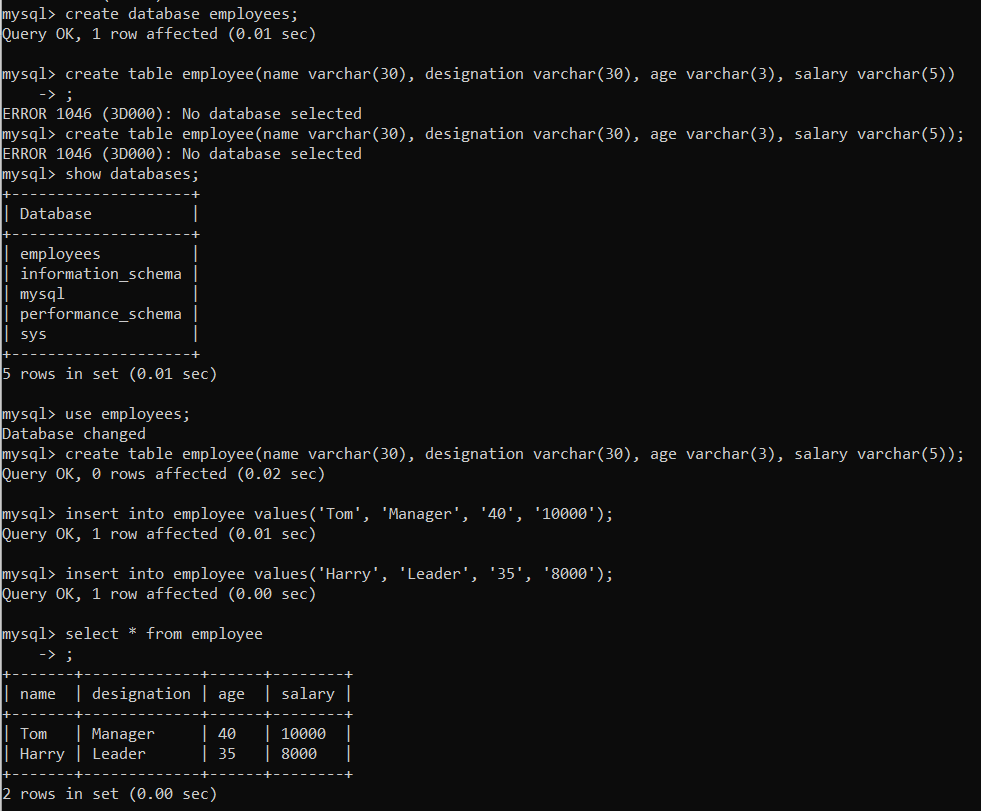 mysql> create database employees;
Query OK, 1 row affected (0.01 sec)

mysql> create table employee(name varchar(30), designation varchar(30), age varchar(3), salary varchar(5))
    -> ;
ERROR 1046 (3D000): No database selected
mysql> create table employee(name varchar(30), designation varchar(30), age varchar(3), salary varchar(5));
ERROR 1046 (3D000): No database selected
mysql> show databases;
+--------------------+
| Database           |
+--------------------+
| employees          |
| information_schema |
| mysql              |
| performance_schema |
| sys                |
+--------------------+
5 rows in set (0.01 sec)

mysql> use employees;
Database changed
mysql> create table employee(name varchar(30), designation varchar(30), age varchar(3), salary varchar(5));
Query OK, 0 rows affected (0.02 sec)

mysql> insert into employee values('Tom', 'Manager', '40', '10000');
Query OK, 1 row affected (0.01 sec)

mysql> insert into employee values('Harry', 'Leader', '35', '8000');
Query OK, 1 row affected (0.00 sec)

mysql> select * from employee
    -> ;
+-------+-------------+------+--------+
| name  | designation | age  | salary |
+-------+-------------+------+--------+
| Tom   | Manager     | 40   | 10000  |
| Harry | Leader      | 35   | 8000   |
+-------+-------------+------+--------+
2 rows in set (0.00 sec)